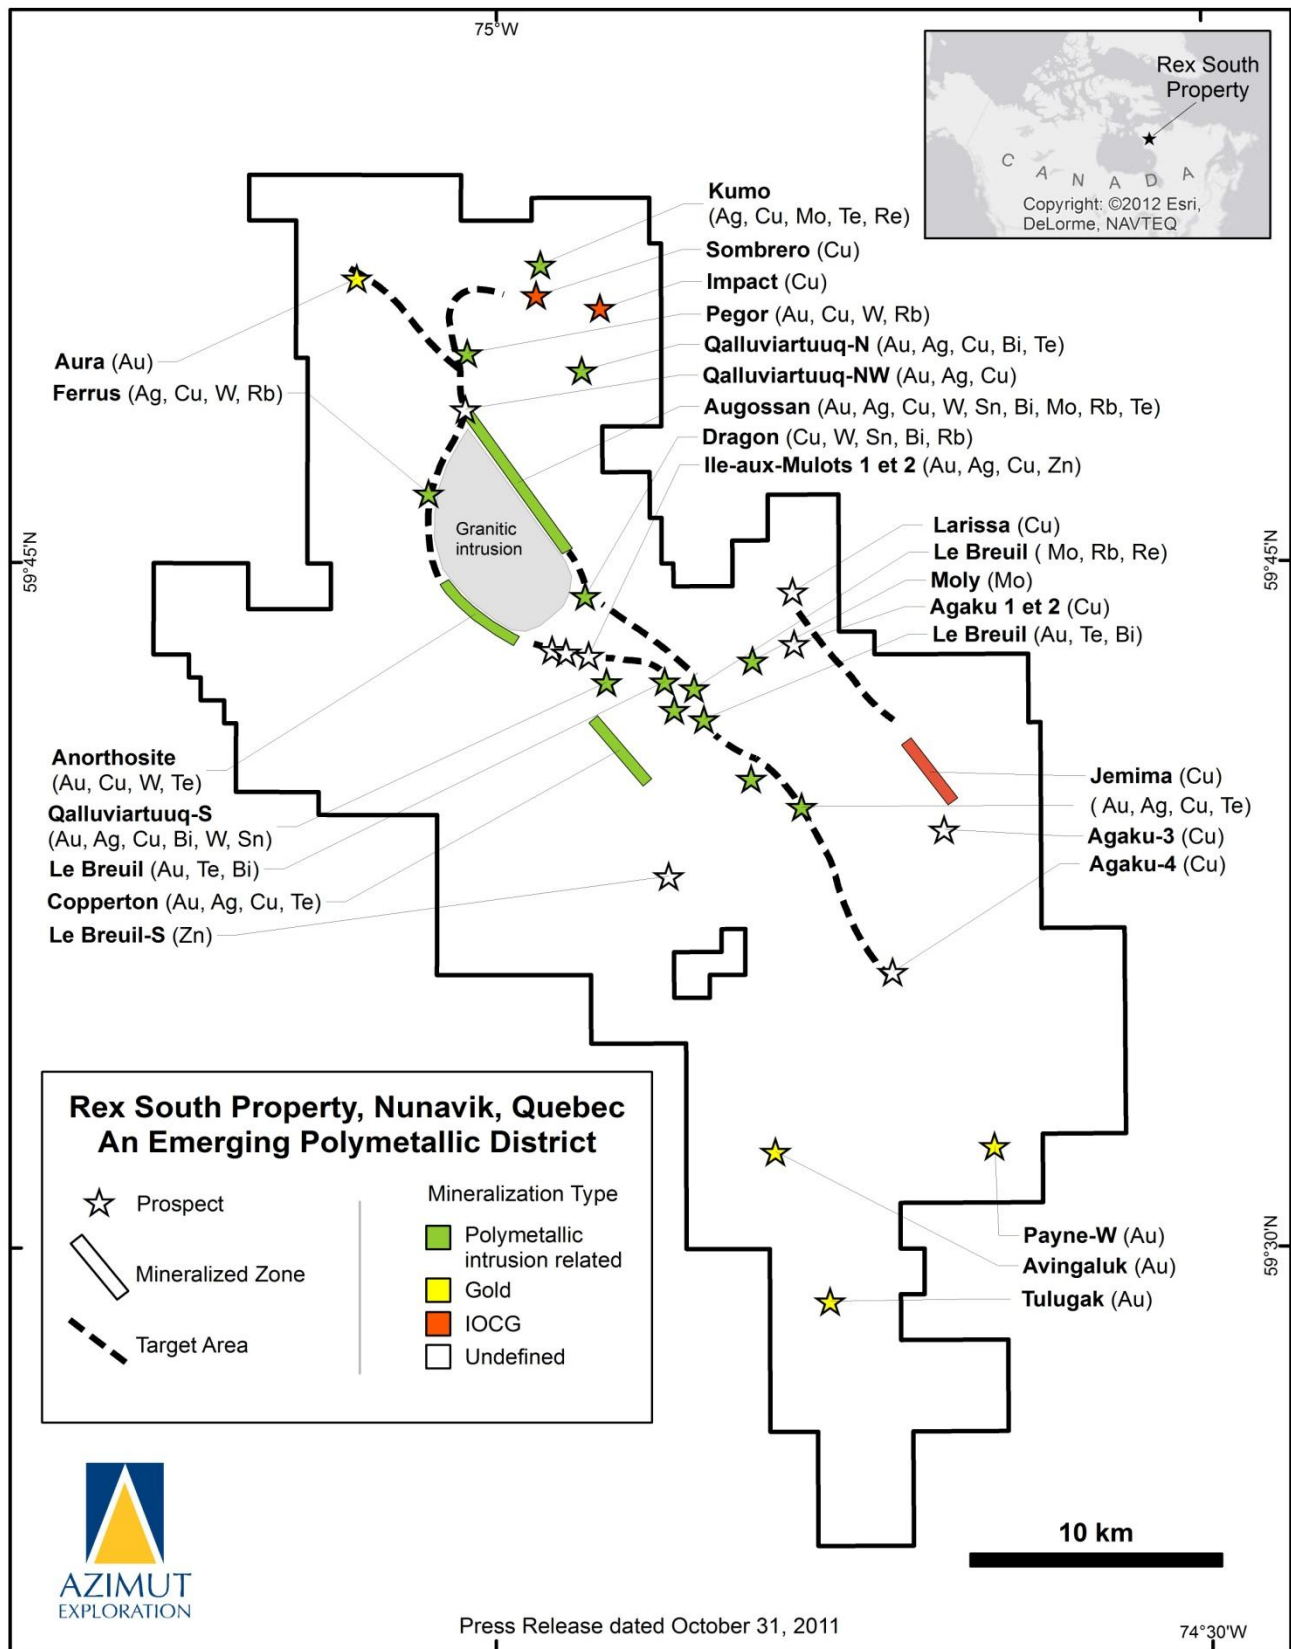 75°W
Rex South
Property
CANADA
Copyright: ©2012 Esri,
DeLorme, NAVTEQ
Kumo
(Ag, Cu, Mo, Te, Re)
Sombrero (Cu)
Impact (Cu)
Pegor (Au, Cu, W, Rb)
Qalluviartuuq-N (Au, Ag, Cu, Bi, Te)
Qalluviartuuq-NW (Au, Ag, Cu)
Augossan (Au, Ag, Cu, W, Sn, Bi, Mo, Rb, Te)
Dragon (Cu, W, Sn, Bi, Rb)
Ile-aux-Mulots 1 et 2 (Au, Ag, Cu, Zn)
Aura (Au)
Ferrus (Ag, Cu, W, Rb)
Granitic
intrusion
59°45'N
59°45'N
Larissa (Cu)
Le Breuil ( Mo, Rb, Re)
Moly (Mo)
Agaku 1 et 2 (Cu)
Le Breuil (Au, Te, Bi)
Anorthosite
(Au, Cu, W, Te)
Qalluviartuuq-S
(Au, Ag, Cu, Bi, W, Sn)
Le Breuil (Au, Te, Bi)
Copperton (Au, Ag, Cu, Te)
Le Breuil-S (Zn)
Jemima (Cu)
( Au, Ag, Cu, Te)
Agaku-3 (Cu)
Agaku-4 (Cu)
Rex South Property, Nunavik, Quebec
An Emerging Polymetallic District
Prospect
Mineralized Zone
Target Area
Mineralization Type
Polymetallic
intrusion related
Gold
IOCG
Undefined
Payne-W (Au)
Avingaluk (Au)
Tulugak (Au)
59°30'N
10 km
AZIMUT
EXPLORATION
Press Release dated October 31, 2011
74°30'W